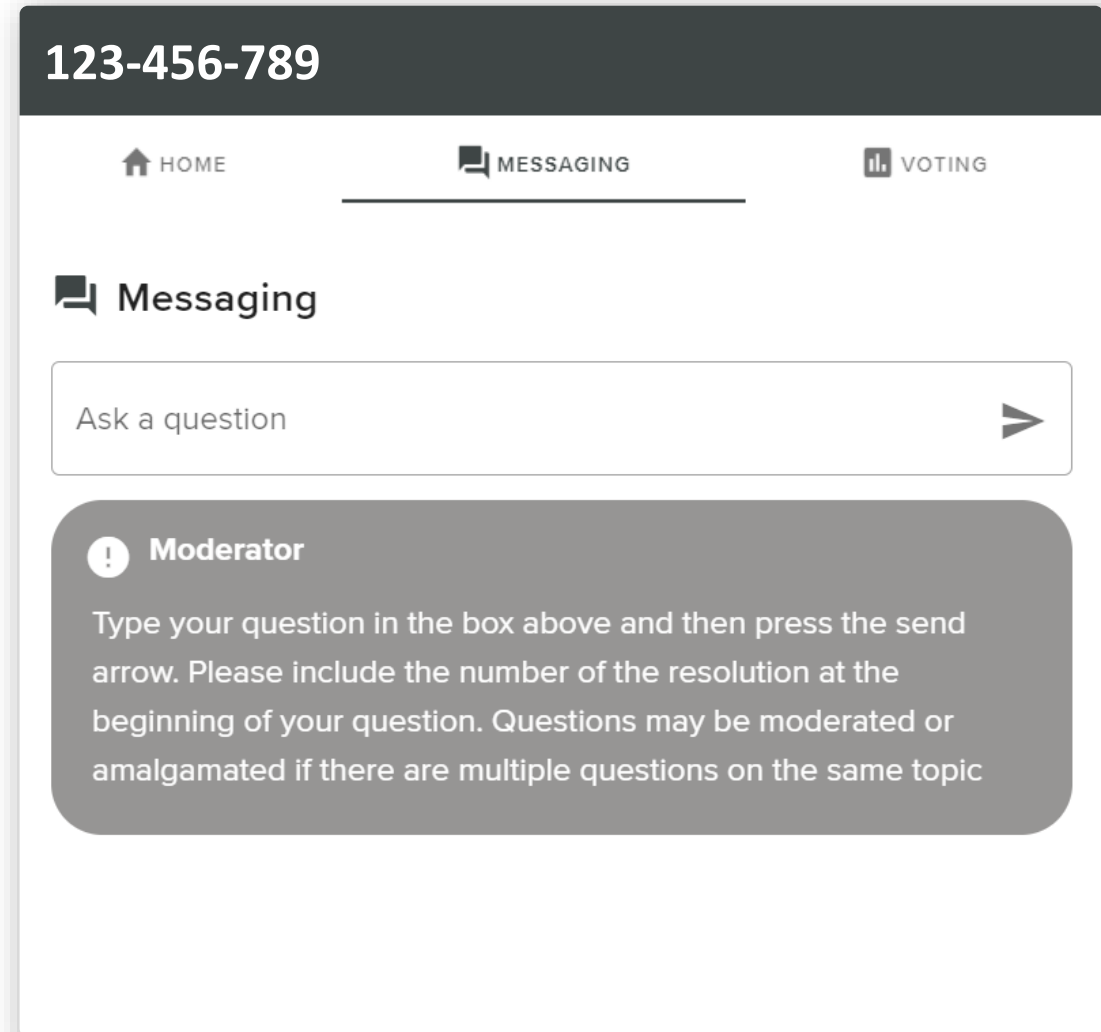 123-456-789
HOME MESSAGING VOTING
Messaging
Ask a question
Moderator
Type your question in the box above and then press the send
arrow. Please include the number of the resolution at the
beginning of your question. Questions may be moderated or
amalgamated if there are multiple questions on the same topic